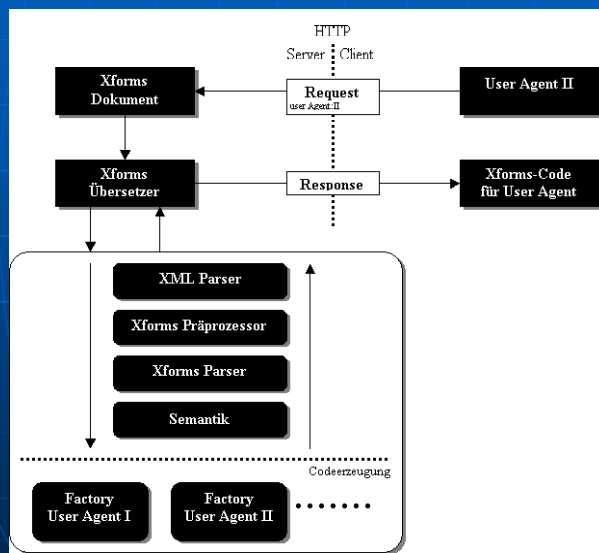 HTTP
Server
Client
Xforms
Dokument
Request
user Agent:II
User Agent II
Xforms
Übersetzer
Response
Xforms-Code
für User Agent
XML Parser
Xforms Präprozessor
Xforms Parser
Semantik
Codeerzeugung
Factory
User Agent I
Factory
User Agent II